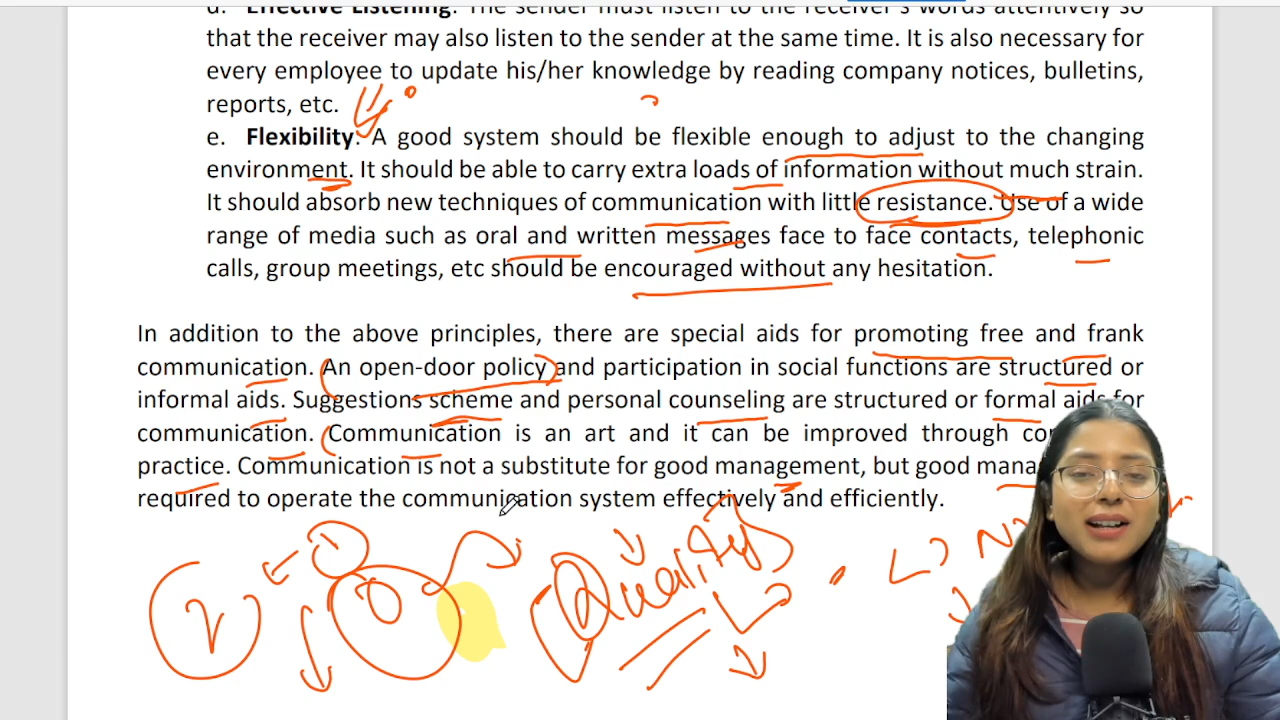 d. Effective Listening: The sender must listen to the receiver's words attentively so
that the receiver may also listen to the sender at the same time. It is also necessary for
every employee to update his/her knowledge by reading company notices, bulletins,
reports, etc.
e. Flexibility: A good system should be flexible enough to adjust to the changing
environment. It should be able to carry extra loads of information without much strain.
It should absorb new techniques of communication with little resistance. Use of a wide
range of media such as oral and written messages face to face contacts, telephonic
calls, group meetings, etc should be encouraged without any hesitation.
In addition to the above principles, there are special aids for promoting free and frank
communication. An open-door policy and participation in social functions are structured or
informal aids. Suggestions scheme and personal counseling are structured or formal aids for
communication. Communication is an art and it can be improved through
practice. Communication is not a substitute for good management, but good
required to operate the communication system effectively and efficiently.
Quality